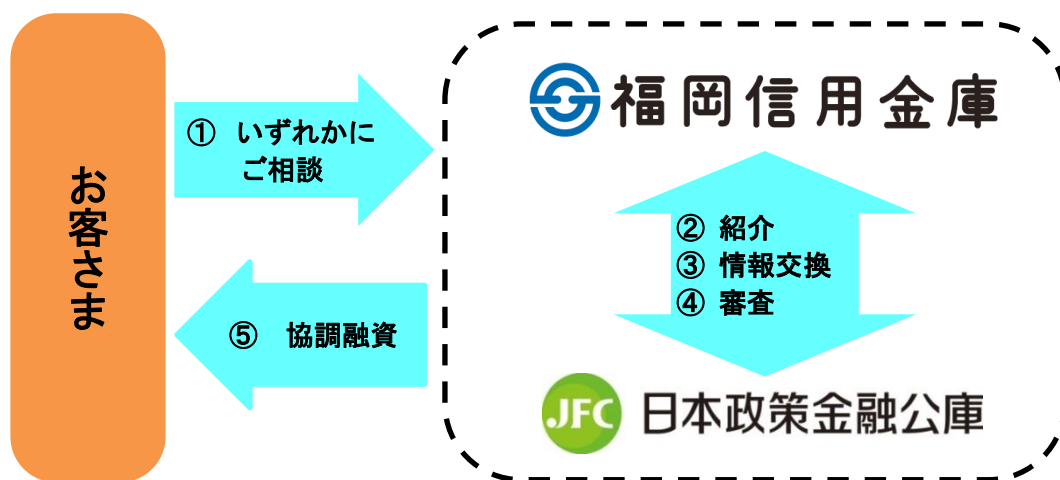 お客さま
① いずれかに
ご相談
福岡信用金庫
② 紹介
③ 情報交換
④ 審査
⑤ 協調融資
JFC 日本政策金融公庫